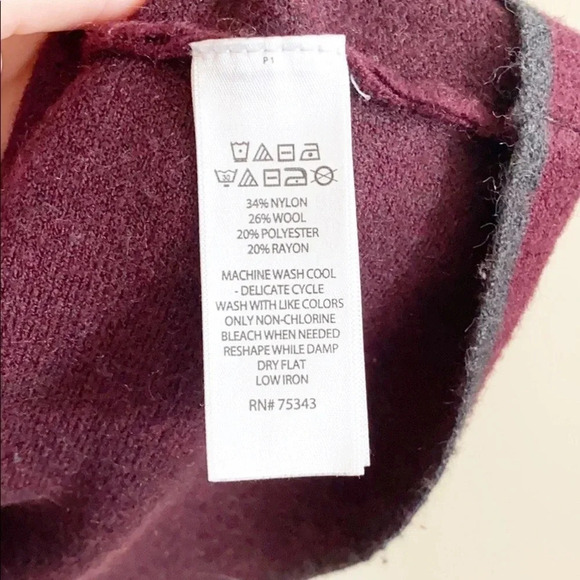 P1
30
34% NYLON
26% WOOL
20% POLYESTER
20% RAYON
MACHINE WASH COOL
- DELICATE CYCLE
WASH WITH LIKE COLORS
ONLY NON-CHLORINE
BLEACH WHEN NEEDED
RESHAPE WHILE DAMP
DRY FLAT
LOW IRON
RN# 75343